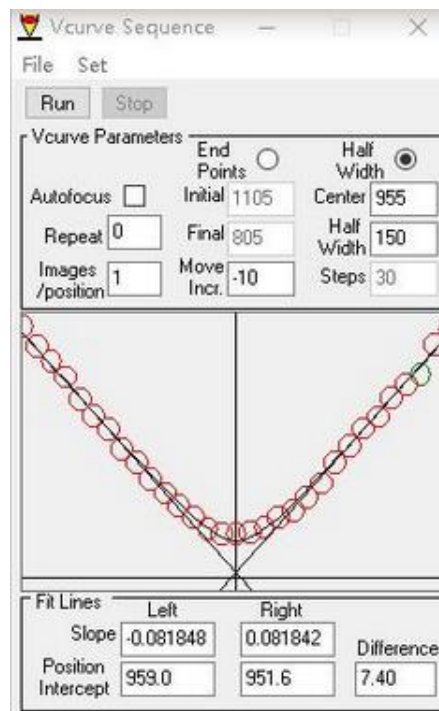 Vcurve Sequence
File Set
Run Stop
Vcurve Parameters
End Points
Half Width
Autofocus Initial 1105 Center 955
Repeat 0 Final 805 Half Width 150
Images /position 1 Move Incr. -10 Steps 30
Fit Lines
Left Right
Slope -0.081848 0.081842 Difference
Position Intercept 959.0 951.6 7.40